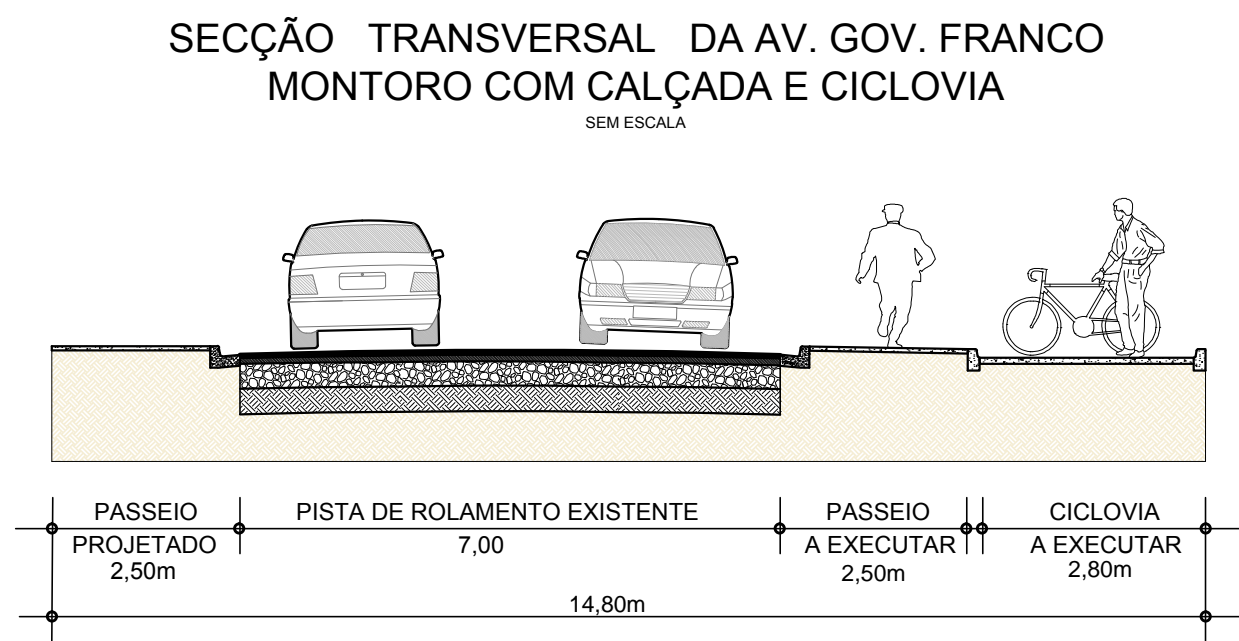 SECÇÃO TRANSVERSAL DA AV. GOV. FRANCO
MONTORO COM CALÇADA E CICLOVIA
SEM ESCALA
PASSEIO
PROJETADO
2,50m
PISTA DE ROLAMENTO EXISTENTE
7,00
PASSEIO
A EXECUTAR
2,50m
CICLOVIA
A EXECUTAR
2,80m
14,80m